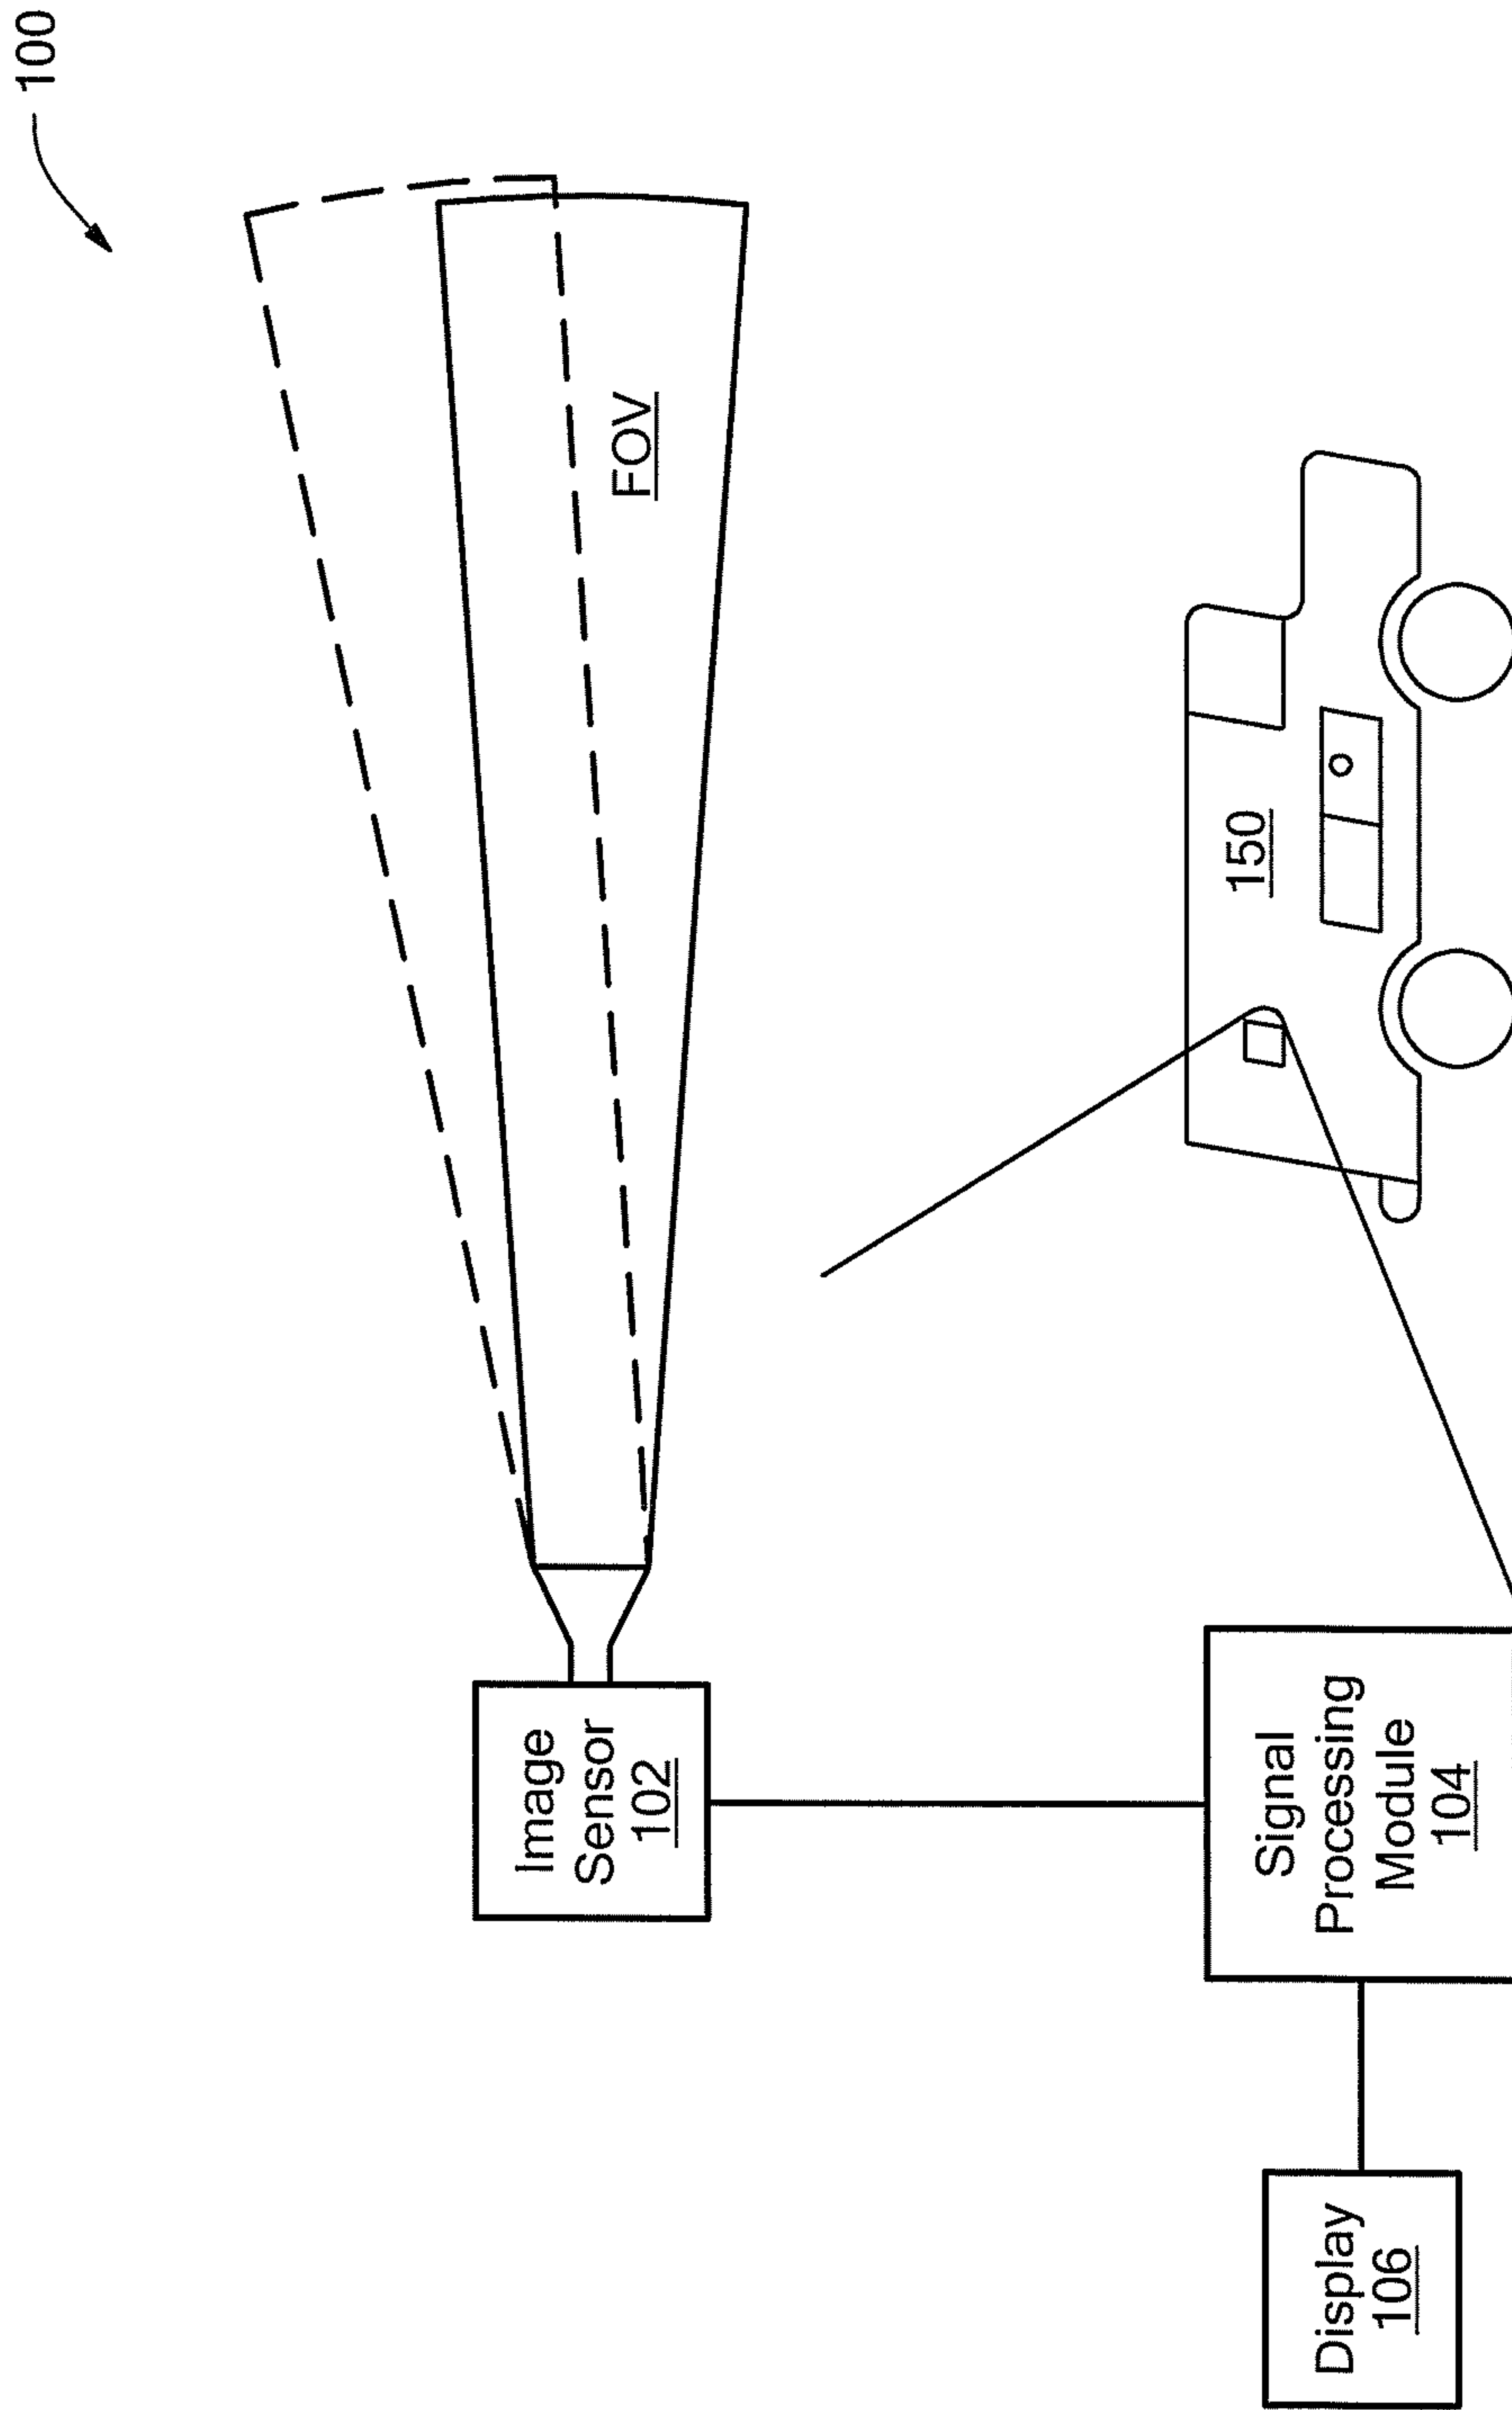 100
FOV
Image
Sensor
102
150
Signal
Processing
Module
104
Display
106